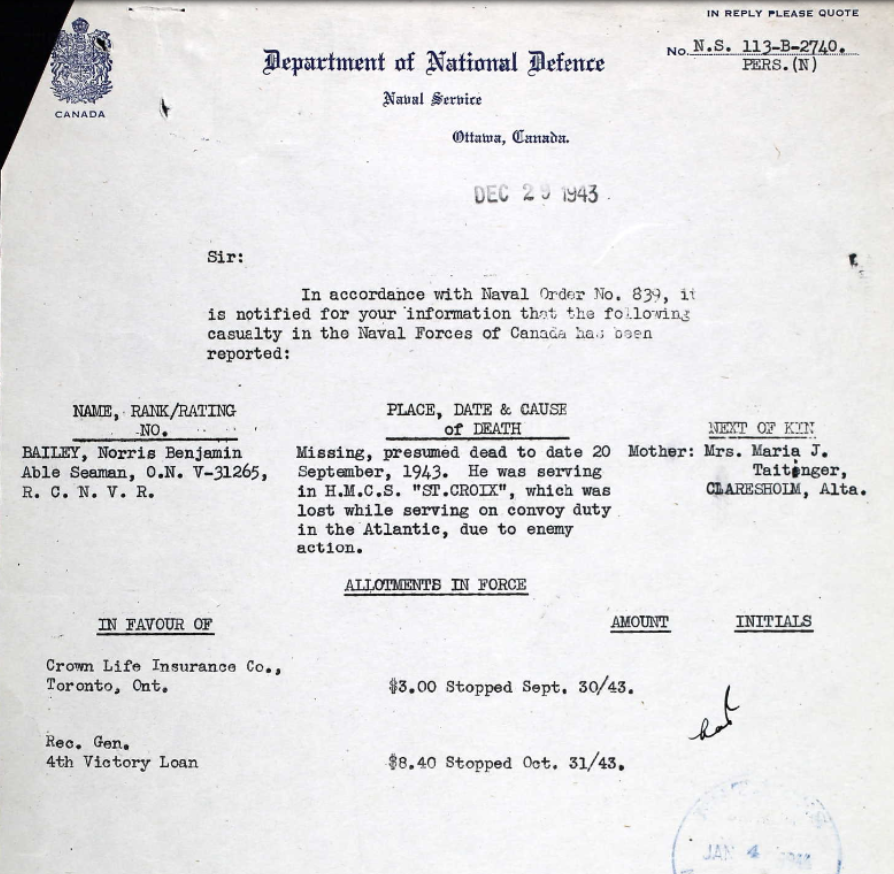 IN REPLY PLEASE QUOTE
No. N.S. 113-B-2740.
PERS.(N)
CANADA
Department of National Defence
Naval Service
Ottawa, Canada.
DEC 29 1943
Sir:
In accordance with Naval Order No. 839, it
is notified for your information that the following
casualty in the Naval Forces of Canada has been
reported:
NAME, RANK/RATING
NO.
PLACE, DATE & CAUSE
of DEATH
NEXT OF KIN
BAILEY, Norris Benjamin
Able Seaman, O.N. V-31265,
R. C. N. V. R.
Missing, presumed dead to date 20
September, 1943. He was serving
in H.M.C.S. "ST.CROIX", which was
lost while serving on convoy duty
in the Atlantic, due to enemy
action.
Mother: Mrs. Maria J.
Taitinger,
CLARESHOLM, Alta.
ALLOTMENTS IN FORCE
IN FAVOUR OF
AMOUNT
INITIALS
Crown Life Insurance Co.,
Toronto, Ont.
$3.00 Stopped Sept. 30/43.
Rec. Gen.
4th Victory Loan
$8.40 Stopped Oct. 31/43.
JAN 4